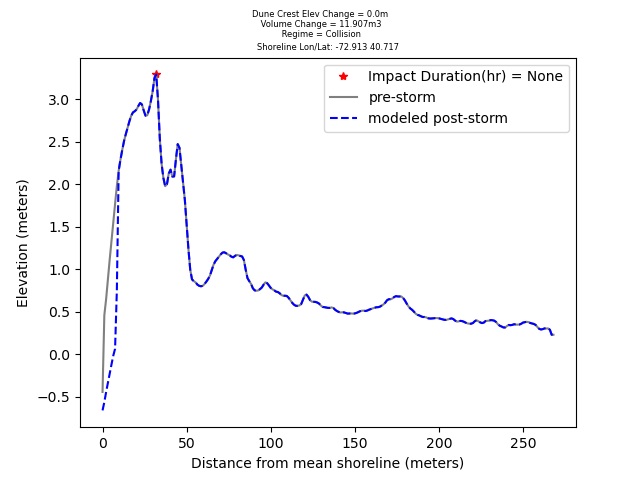 Dune Crest Elev Change = 0.0m
Volume Change = 11.907m3
Regime = Collision
Shoreline Lon/Lat: -72.913 40.717
Impact Duration(hr) = None
pre-storm
modeled post-storm
3.0
2.5
2.0
1.5
1.0
0.5
0.0
−0.5
Elevation (meters)
0 50 100 150 200 250
Distance from mean shoreline (meters)